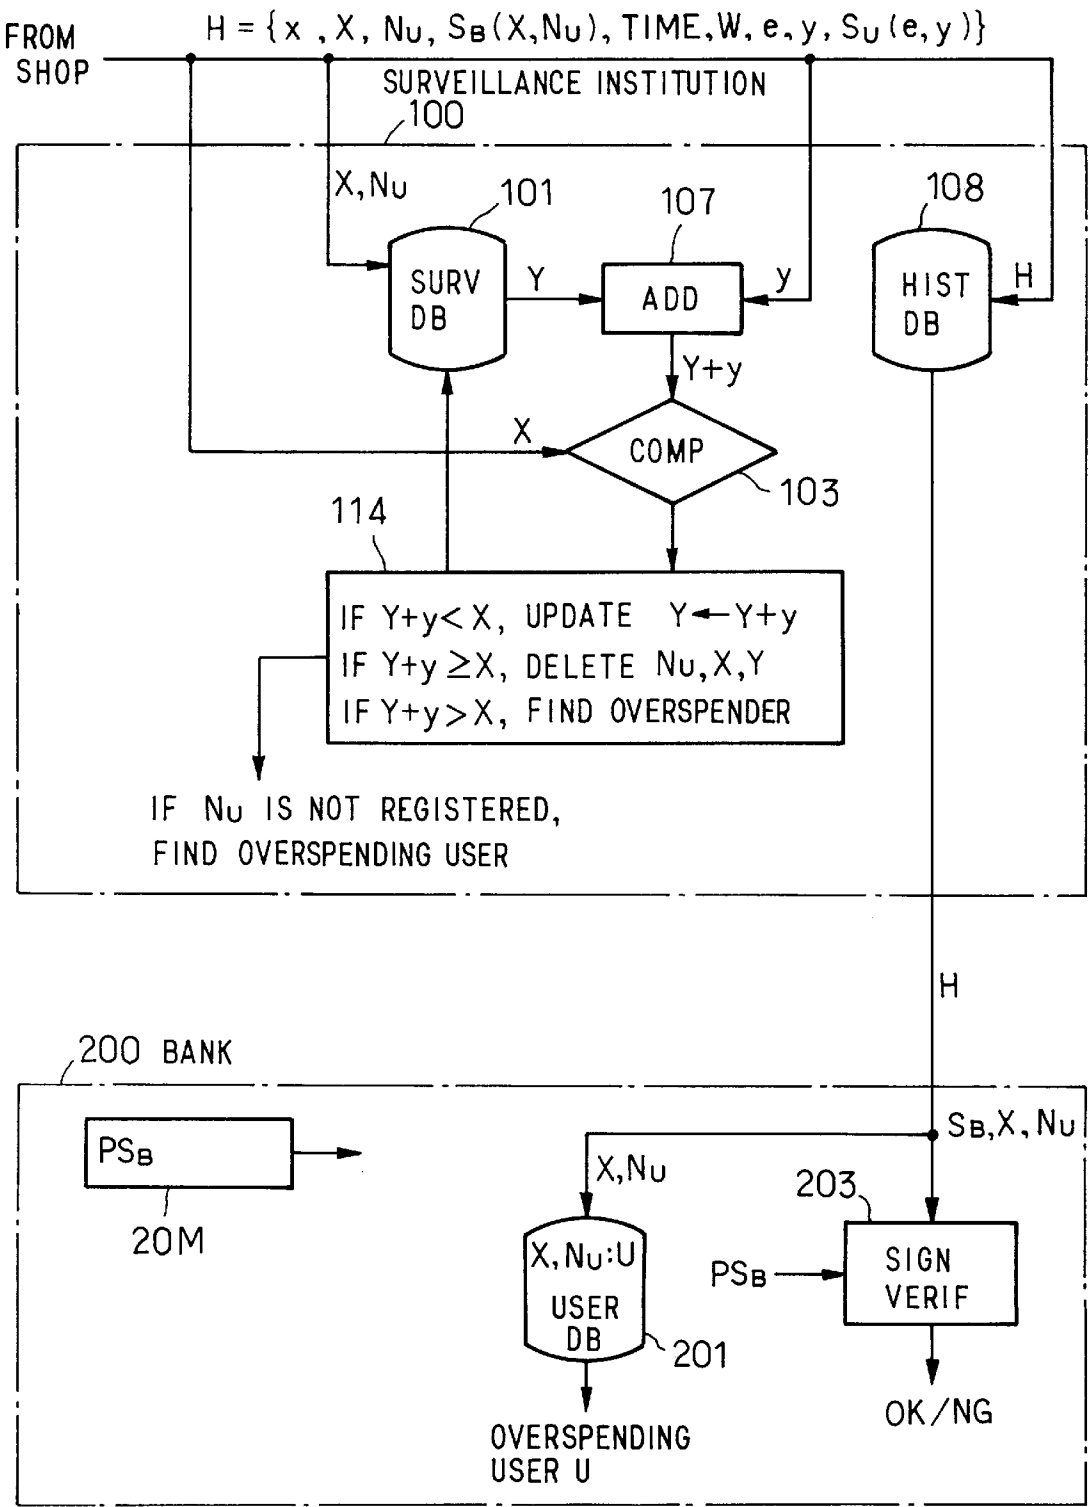 FROM SHOP
H = {x , X, NU, SB(X,NU), TIME, W, e, y, SU(e, y)}
SURVEILLANCE INSTITUTION
100
X, NU
101
107
108
SURV DB
Y
ADD
y
HIST DB
H
Y+y
X
COMP
103
114
IF Y+y < X, UPDATE Y←Y+y
IF Y+y ≥ X, DELETE NU, X, Y
IF Y+y > X, FIND OVERSPENDER
IF NU IS NOT REGISTERED,
FIND OVERSPENDING USER
H
200 BANK
PSB
20M
SB, X, NU
X, NU
203
X, NU:U
USER DB
201
PSB
SIGN VERIF
OK/NG
OVERSPENDING
USER U